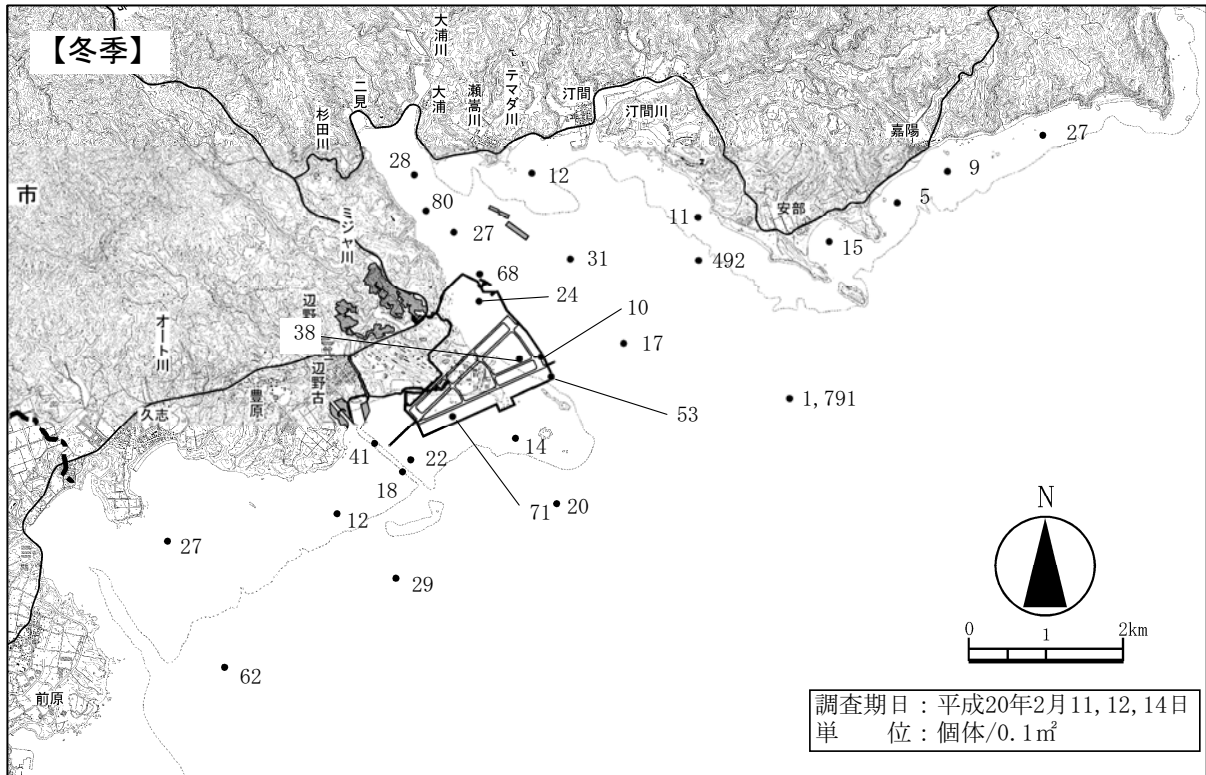 【冬季】
大浦川
二見
杉田川
大浦
瀬嵩川
テマダ川
汀間
汀間川
嘉陽
安部
市
ミジャ川
オート川
久志
豊原
辺野古
辺野
前原
28
80
27
12
31
68
24
11
492
15
5
9
27
10
38
17
53
1,791
14
41
22
18
71
20
12
27
29
62
N
0 1 2km
調査期日：平成20年2月11,12,14日
単　　位：個体/0.1㎡